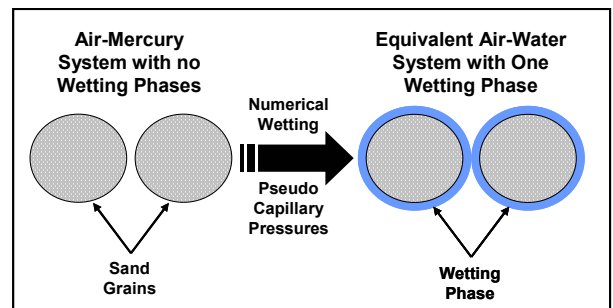 Air-Mercury
System with no
Wetting Phases
Numerical
Wetting
Pseudo
Capillary
Pressures
Equivalent Air-Water
System with One
Wetting Phase
Sand
Grains
Wetting
Phase